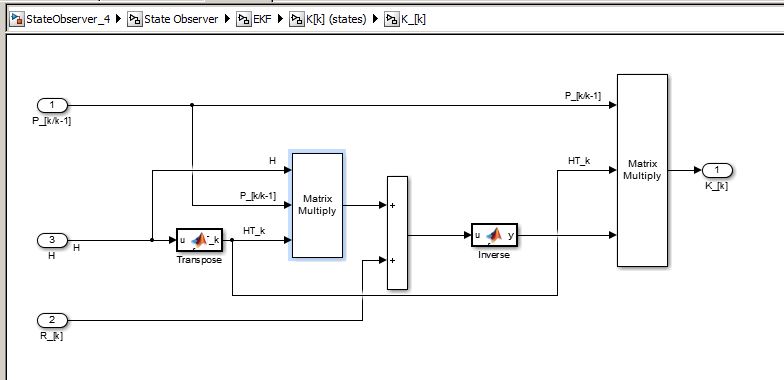 StateObserver_4 State Observer EKF K[k] (states) K_[k]
1
P_[k/k-1]
P_[k/k-1]
H
HT_k
Matrix
Multiply
1
K_[k]
P_[k/k-1]
Matrix
Multiply
+
3
H
H
u _k
Transpose
HT_k
u y
Inverse
+
2
R_[k]